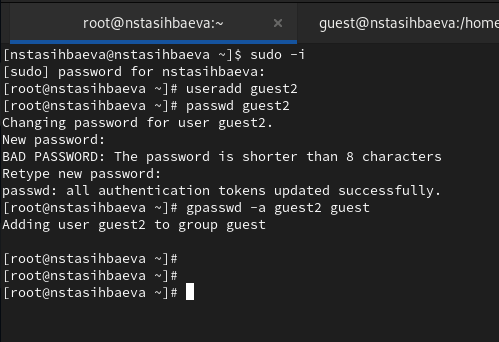 root@nstasihbaeva:~ × guest@nstasihbaeva:/home
[nstasihbaeva@nstasihbaeva ~]$ sudo -i
[sudo] password for nstasihbaeva:
[root@nstasihbaeva ~]# useradd guest2
[root@nstasihbaeva ~]# passwd guest2
Changing password for user guest2.
New password:
BAD PASSWORD: The password is shorter than 8 characters
Retype new password:
passwd: all authentication tokens updated successfully.
[root@nstasihbaeva ~]# gpasswd -a guest2 guest
Adding user guest2 to group guest
[root@nstasihbaeva ~]#
[root@nstasihbaeva ~]#
[root@nstasihbaeva ~]#